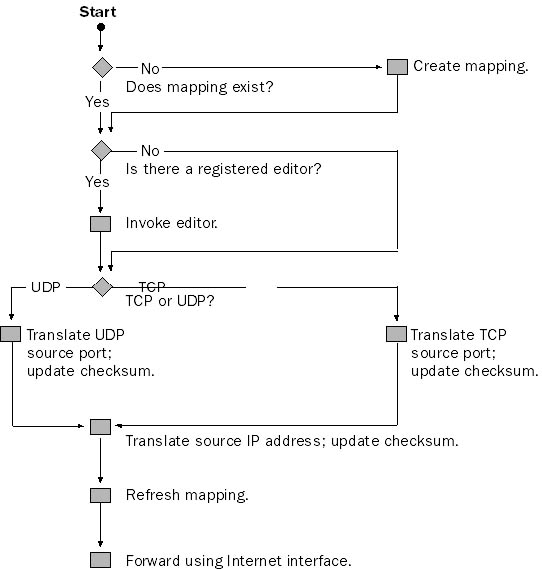 Start
No
Create mapping.
Does mapping exist?
Yes
No
Is there a registered editor?
Yes
Invoke editor.
UDP
TCP
TCP or UDP?
Translate UDP
source port;
update checksum.
Translate TCP
source port;
update checksum.
Translate source IP address; update checksum.
Refresh mapping.
Forward using Internet interface.